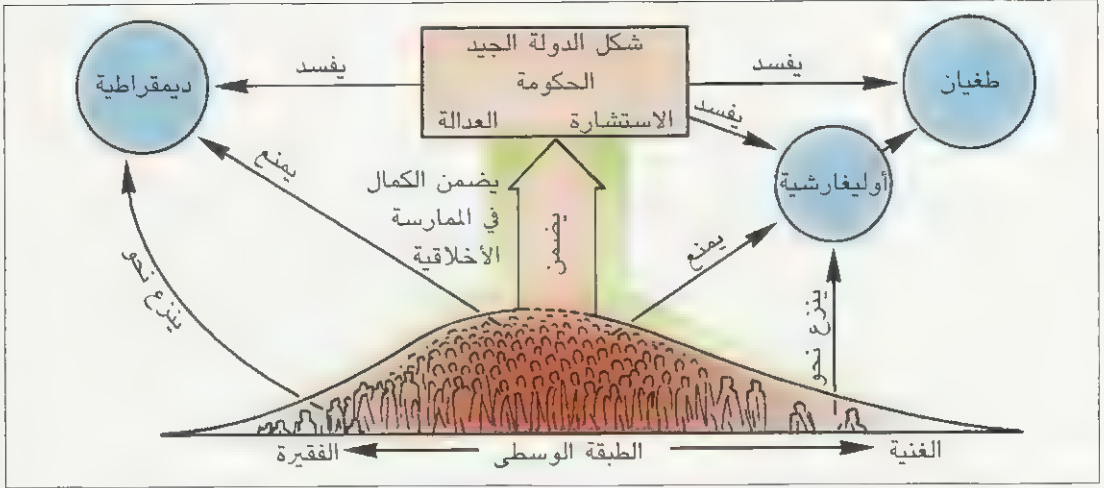 شكل الدولة الجيد
الحكومة
الاستشارة العدالة
طغيان
يفسد
يفسد
ديمقراطية
يفسد
أوليغارشية
يمنع
يضمن الكمال
في الممارسة
الأخلاقية
يضمن
يمنع
ينزع نحو
ينزع نحو
الغنية
الطبقة الوسطى
الفقيرة